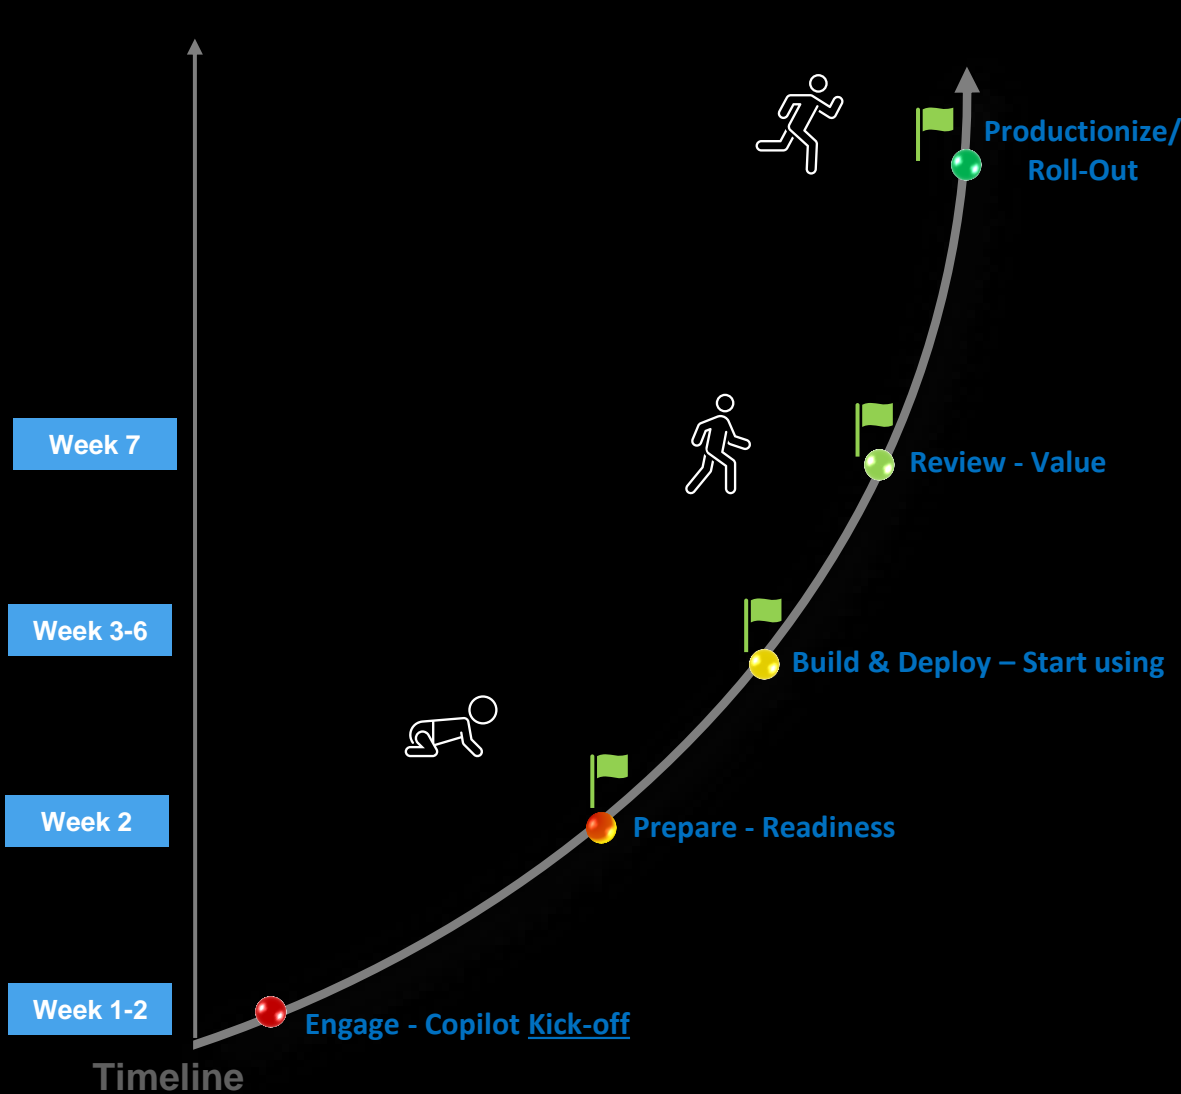 Productionize/
Roll-Out
Week 7
Review - Value
Week 3-6
Build & Deploy – Start using
Week 2
Prepare - Readiness
Week 1-2
Engage - Copilot Kick-off
Timeline